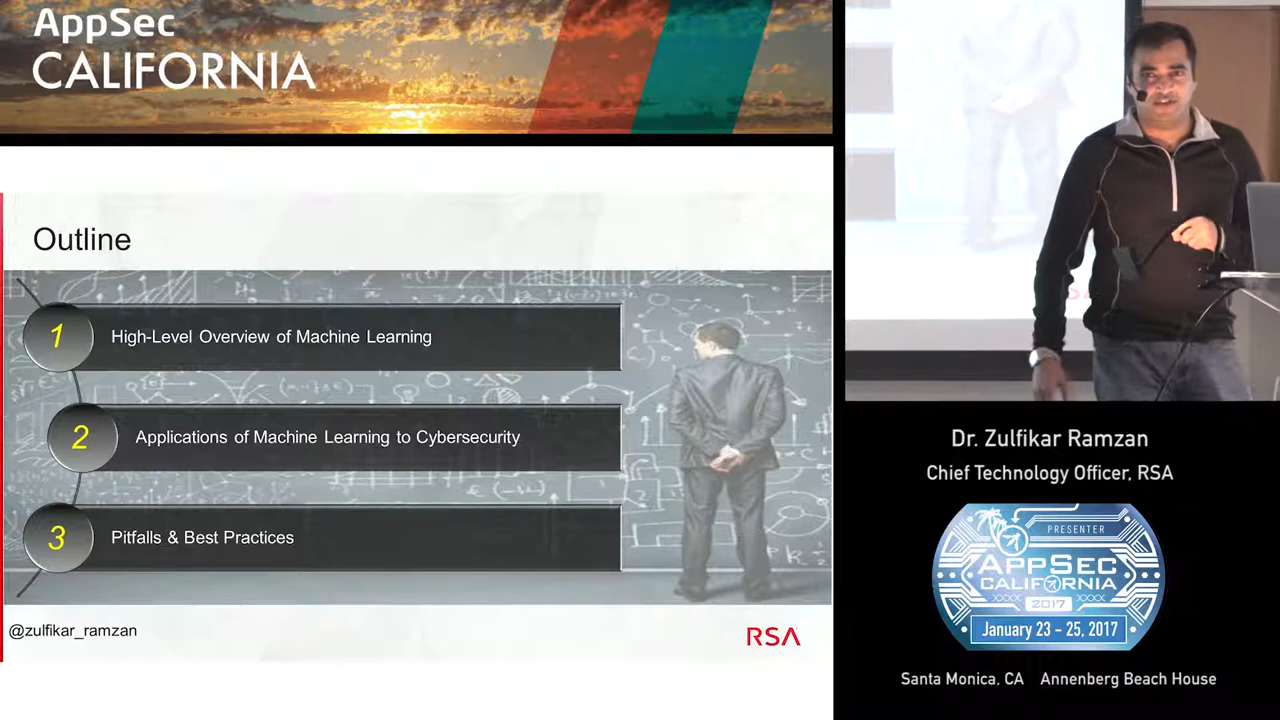 AppSec
CALIFORNIA
Outline
1
High-Level Overview of Machine Learning
2
Applications of Machine Learning to Cybersecurity
3
Pitfalls & Best Practices
@zulfikar_ramzan
RSA
Dr. Zulfikar Ramzan
Chief Technology Officer, RSA
PRESENTER
APPSEC
CALIFORNIA
2017
January 23 - 25, 2017
Santa Monica, CA Annenberg Beach House